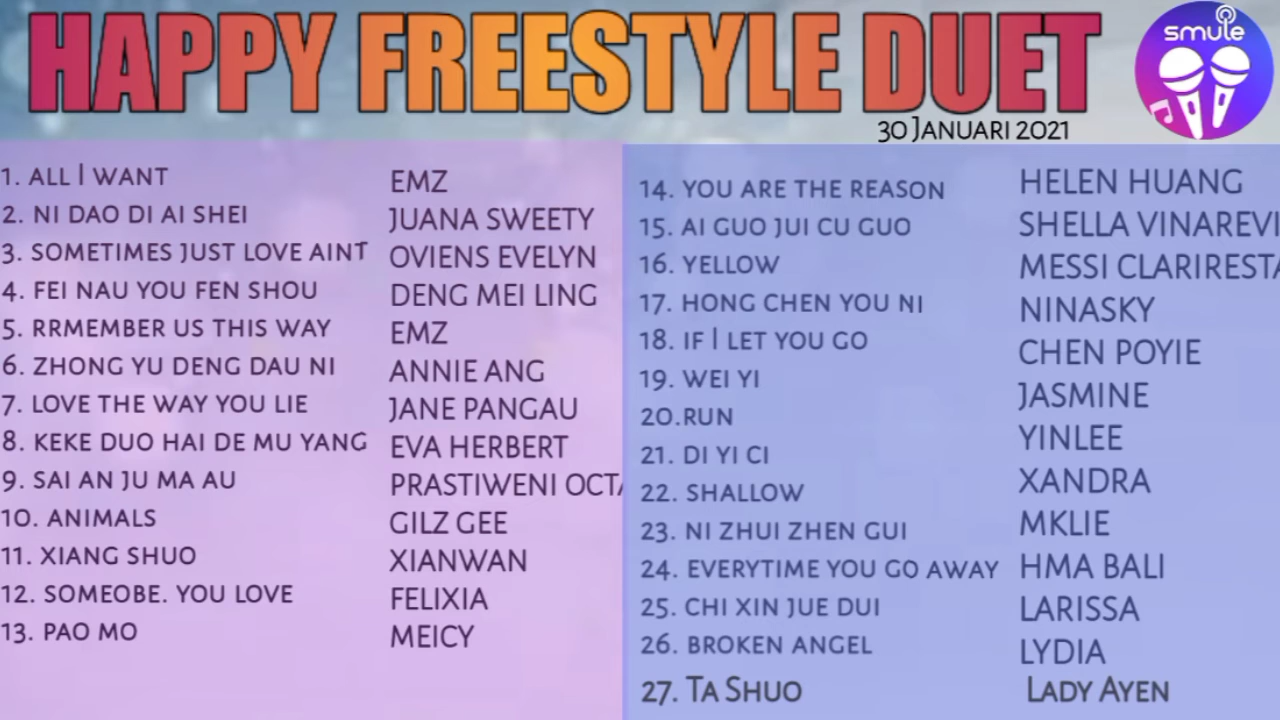 HAPPY FREESTYLE DUET
smule
30 JANUARI 2021
1. ALL I WANT EMZ
2. NI DAO DI AI SHEI JUANA SWEETY
3. SOMETIMES JUST LOVE AINT OVIENS EVELYN
4. FEI NAU YOU FEN SHOU DENG MEI LING
5. RRMEMBER US THIS WAY EMZ
6. ZHONG YU DENG DAU NI ANNIE ANG
7. LOVE THE WAY YOU LIE JANE PANGAU
8. KEKE DUO HAI DE MU YANG EVA HERBERT
9. SAI AN JU MA AU PRASTIWENI OCTA
10. ANIMALS GILZ GEE
11. XIANG SHUO XIANWAN
12. SOMEOBE. YOU LOVE FELIXIA
13. PAO MO MEICY
14. YOU ARE THE REASON HELEN HUANG
15. AI GUO JUI CU GUO SHELLA VINAREVI
16. YELLOW MESSI CLARIRESTA
17. HONG CHEN YOU NI NINASKY
18. IF I LET YOU GO CHEN POYIE
19. WEI YI JASMINE
20.RUN YINLEE
21. DI YI CI XANDRA
22. SHALLOW MKLIE
23. NI ZHUI ZHEN GUI HMA BALI
24. EVERYTIME YOU GO AWAY LARISSA
25. CHI XIN JUE DUI LYDIA
26. BROKEN ANGEL
27. TA SHUO LADY AYEN